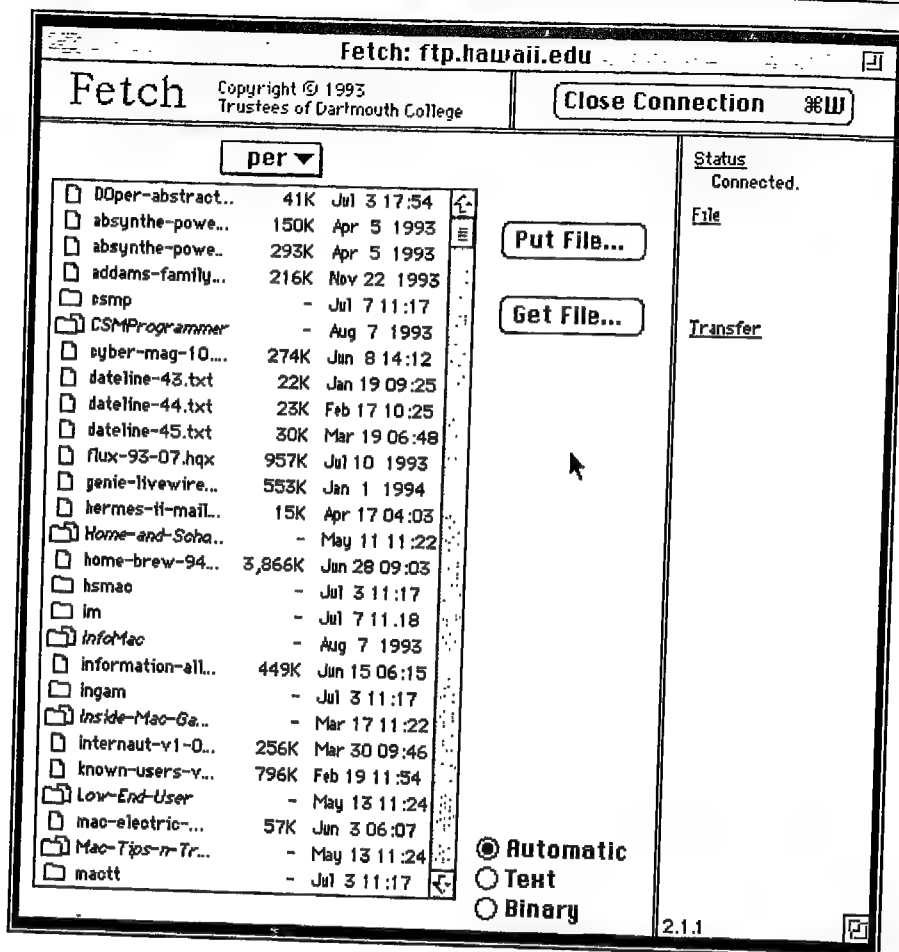 Fetch: ftp.hawaii.edu
Fetch
Copyright © 1993
Trustees of Dartmouth College
Close Connection ⌘W
per
Status
Connected.
File
Transfer
Put File...
Get File...
00per-abstract.. 41K Jul 3 17:54
absynthe-powe... 150K Apr 5 1993
absynthe-powe.. 293K Apr 5 1993
addams-family... 216K Nov 22 1993
csmp - Jul 7 11:17
CSMProgrammer - Aug 7 1993
cyber-mag-10.... 274K Jun 8 14:12
dateline-43.txt 22K Jan 19 09:25
dateline-44.txt 23K Feb 17 10:25
dateline-45.txt 30K Mar 19 06:48
flux-93-07.hqx 957K Jul 10 1993
genie-livewire... 553K Jan 1 1994
hermes-ii-mail... 15K Apr 17 04:03
Home-and-Scho.. - May 11 11:22
home-brew-94... 3,866K Jun 28 09:03
hsmac - Jul 3 11:17
im - Jul 7 11.18
InfoMac - Aug 7 1993
information-all... 449K Jun 15 06:15
ingam - Jul 3 11:17
Inside-Mac-Ga... - Mar 17 11:22
internaut-v1-0... 256K Mar 30 09:46
known-users-v... 796K Feb 19 11:54
Low-End-User - May 13 11:24
mac-electric-... 57K Jun 3 06:07
Mac-Tips-n-Tr... - May 13 11:24
mactt - Jul 3 11:17
Automatic
Text
Binary
2.1.1